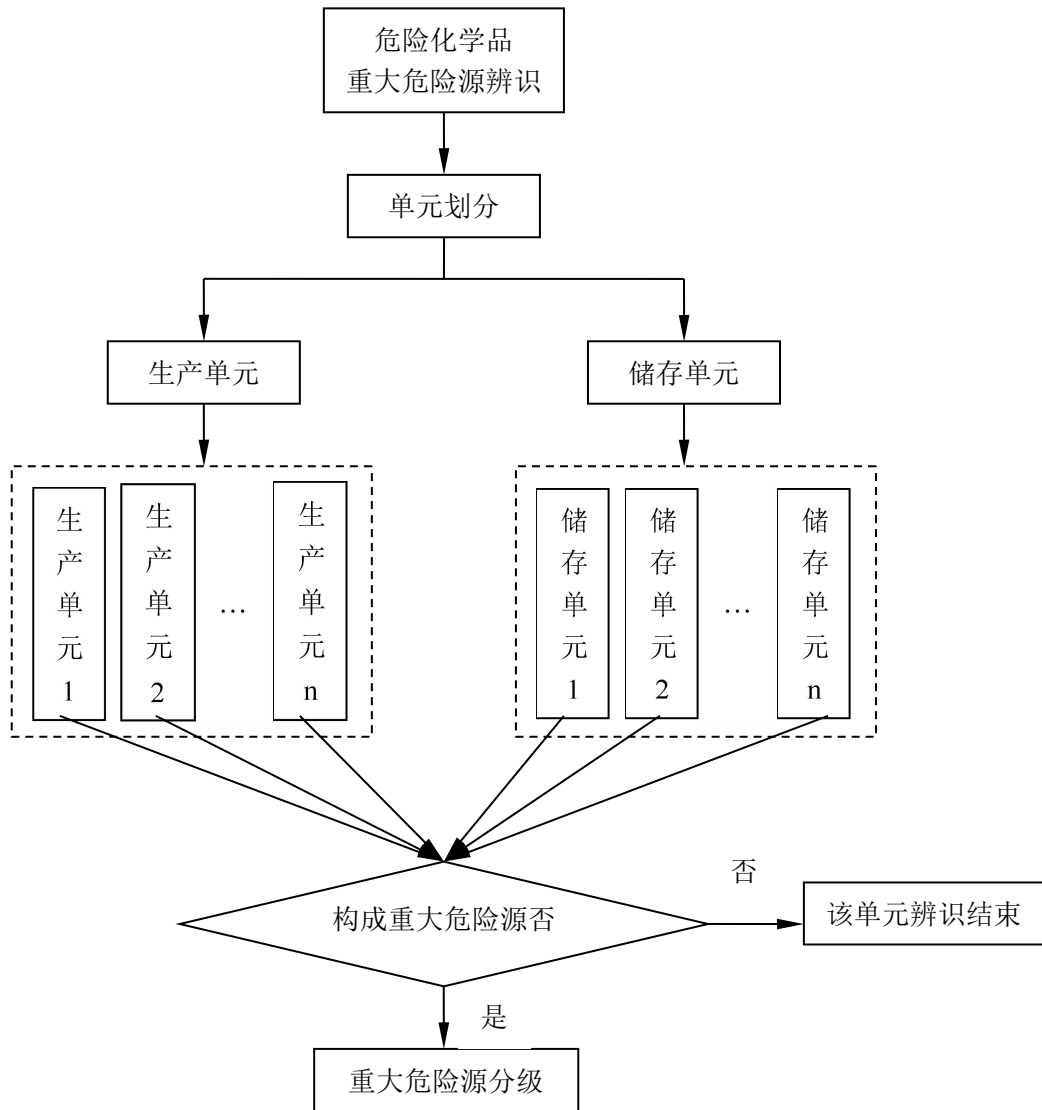 危险化学品
重大危险源辨识
单元划分
生产单元
储存单元
生产单元1
生产单元2
…
生产单元n
储存单元1
储存单元2
…
储存单元n
构成重大危险源否
否
该单元辨识结束
是
重大危险源分级